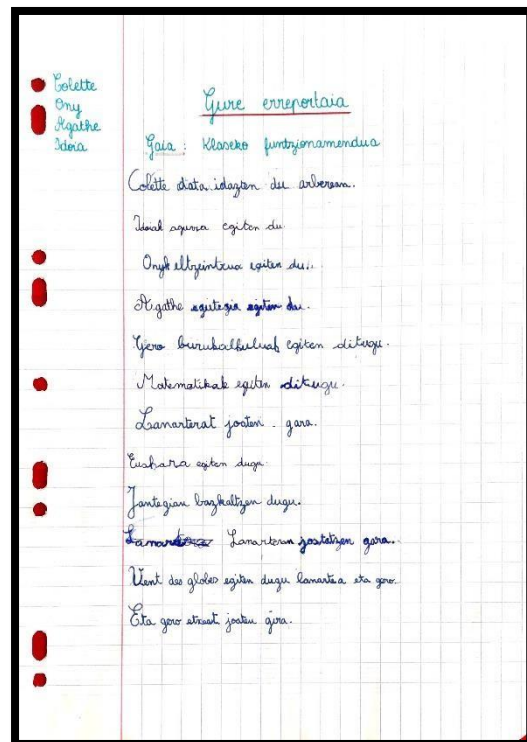 Colette
Ony
Agathe
Idoia
Gure erreportaia
Gaia : Klaseko funtzionamendua
Colette data idazten du arbelean.
Idoiak agurra egiten du
Onyk eltzeintzua egiten du..
Agathe egutegia egiten du.
Gero burukalkuluak egiten ditugu.
Matematikak egiten ditugu.
Lanarterat joaten gara.
Euskara egiten dugu.
Jantegian bazkaltzen dugu.
Lanarteran jostatzen gara.
Vent des globes egiten dugu lanartea eta gero.
Eta gero etxeat joaten gira.